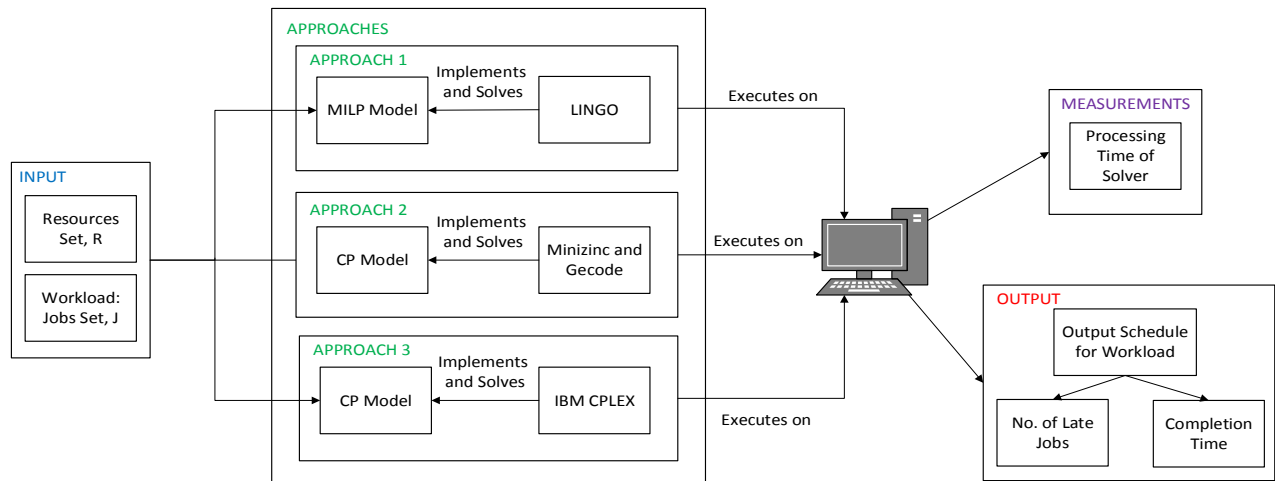 INPUT
Resources
Set, R
Workload:
Jobs Set, J
APPROACHES
APPROACH 1
MILP Model
Implements
and Solves
LINGO
Executes on
APPROACH 2
CP Model
Implements
and Solves
Minizinc and
Gecode
Executes on
APPROACH 3
CP Model
Implements
and Solves
IBM CPLEX
Executes on
MEASUREMENTS
Processing
Time of
Solver
OUTPUT
Output Schedule
for Workload
No. of Late
Jobs
Completion
Time